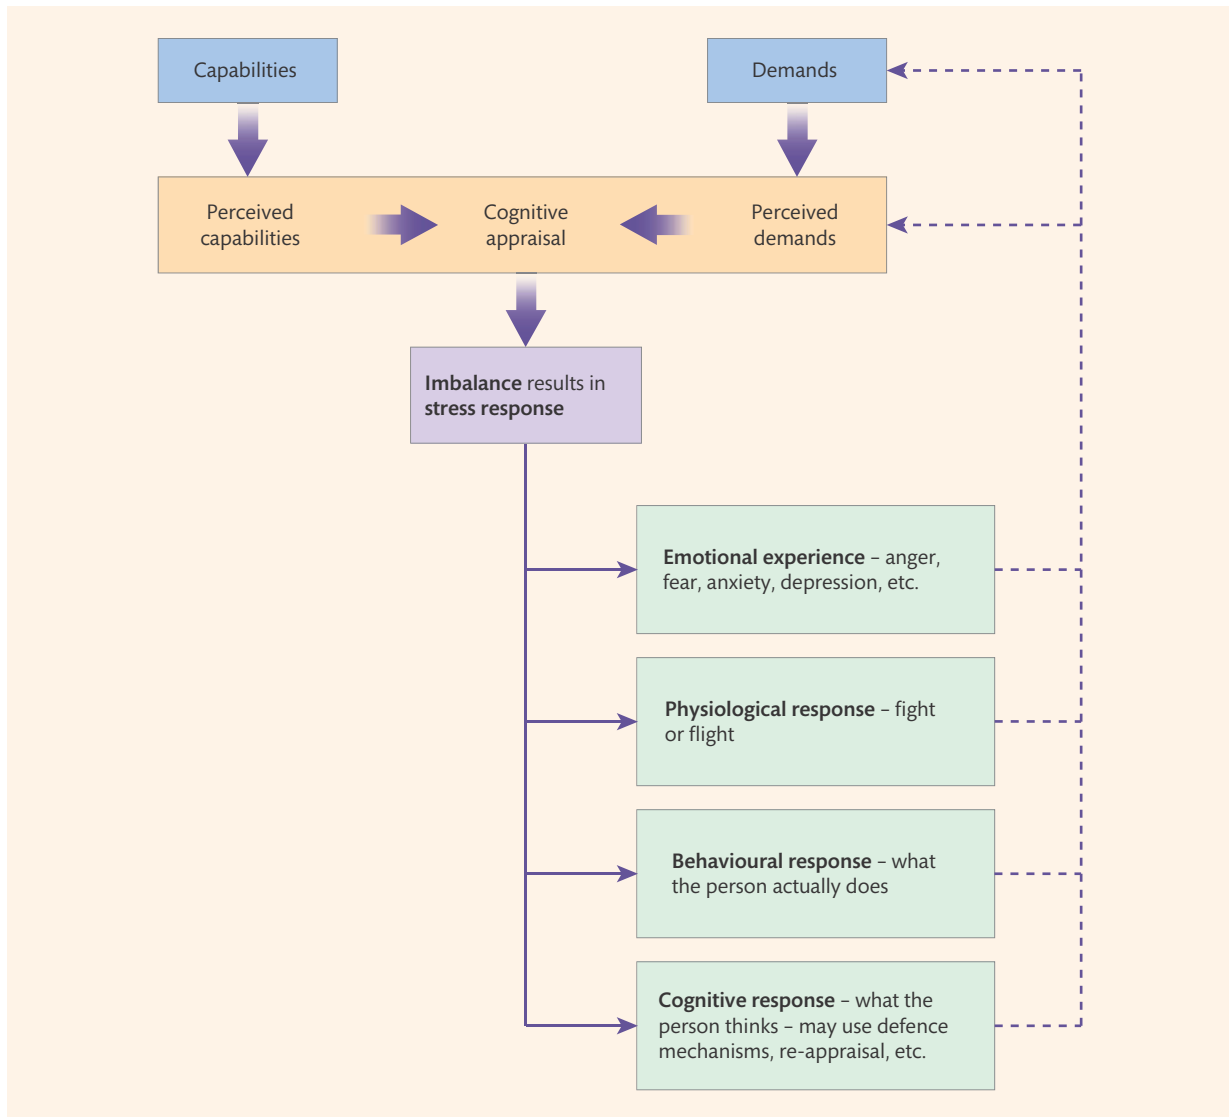 Capabilities
Demands
Perceived
capabilities
Cognitive
appraisal
Perceived
demands
Imbalance results in
stress response
Emotional experience – anger,
fear, anxiety, depression, etc.
Physiological response – fight
or flight
Behavioural response – what
the person actually does
Cognitive response – what the
person thinks – may use defence
mechanisms, re-appraisal, etc.